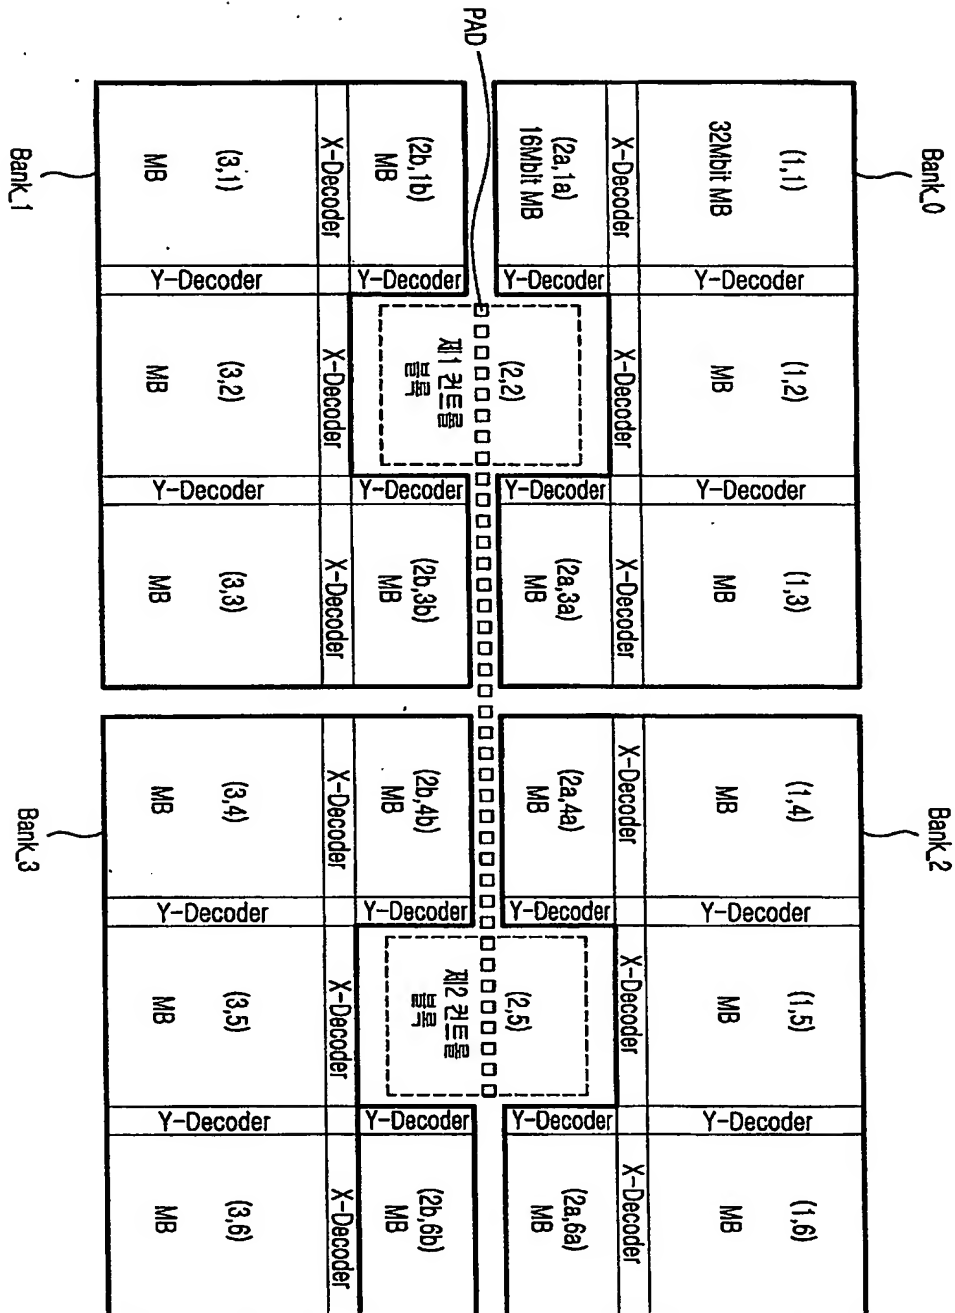 Bank_0
Bank_2
(1,1)
32Mbit MB
Y-Decoder
(1,2)
MB
Y-Decoder
(1,3)
MB
(1,4)
MB
Y-Decoder
(1,5)
MB
Y-Decoder
(1,6)
MB
X-Decoder
X-Decoder
X-Decoder
X-Decoder
X-Decoder
X-Decoder
(2a,1a)
16Mbit MB
Y-Decoder
(2,2)
제1 컨트롤
블록
Y-Decoder
(2a,3a)
MB
(2a,4a)
MB
Y-Decoder
(2,5)
제2 컨트롤
블록
Y-Decoder
(2a,6a)
MB
PAD
(2b,1b)
MB
Y-Decoder
Y-Decoder
(2b,3b)
MB
(2b,4b)
MB
Y-Decoder
Y-Decoder
(2b,6b)
MB
X-Decoder
X-Decoder
X-Decoder
X-Decoder
X-Decoder
X-Decoder
(3,1)
MB
Y-Decoder
(3,2)
MB
Y-Decoder
(3,3)
MB
(3,4)
MB
Y-Decoder
(3,5)
MB
Y-Decoder
(3,6)
MB
Bank_1
Bank_3